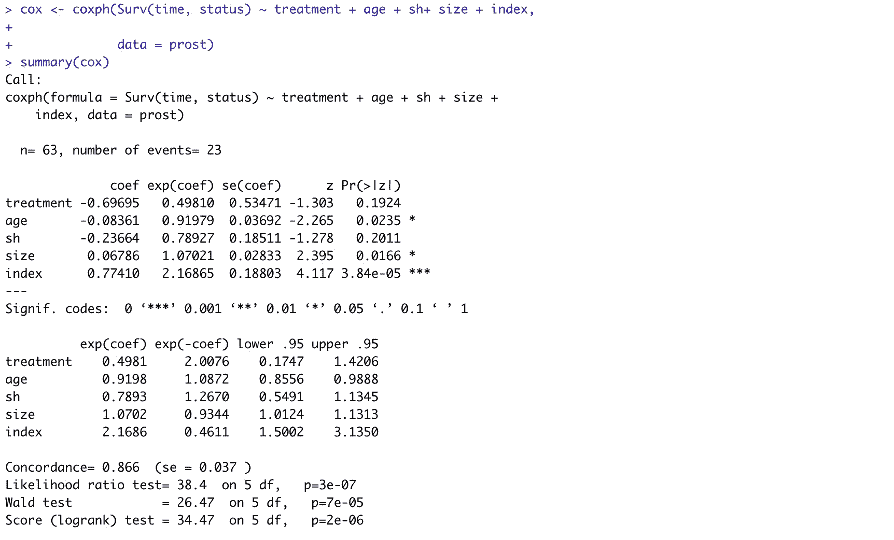 > cox <- coxph(Surv(time, status) ~ treatment + age + sh+ size + index,
+
+             data = prost)
> summary(cox)
Call:
coxph(formula = Surv(time, status) ~ treatment + age + sh + size +
    index, data = prost)

  n= 63, number of events= 23

              coef exp(coef) se(coef)      z Pr(>|z|)
treatment -0.69695   0.49810  0.53471 -1.303   0.1924
age       -0.08361   0.91979  0.03692 -2.265   0.0235 *
sh        -0.23664   0.78927  0.18511 -1.278   0.2011
size       0.06786   1.07021  0.02833  2.395   0.0166 *
index      0.77410   2.16865  0.18803  4.117 3.84e-05 ***
---
Signif. codes:  0 ‘***’ 0.001 ‘**’ 0.01 ‘*’ 0.05 ‘.’ 0.1 ‘ ’ 1

          exp(coef) exp(-coef) lower .95 upper .95
treatment    0.4981     2.0076    0.1747    1.4206
age          0.9198     1.0872    0.8556    0.9888
sh           0.7893     1.2670    0.5491    1.1345
size         1.0702     0.9344    1.0124    1.1313
index        2.1686     0.4611    1.5002    3.1350

Concordance= 0.866  (se = 0.037 )
Likelihood ratio test= 38.4  on 5 df,   p=3e-07
Wald test            = 26.47  on 5 df,   p=7e-05
Score (logrank) test = 34.47  on 5 df,   p=2e-06